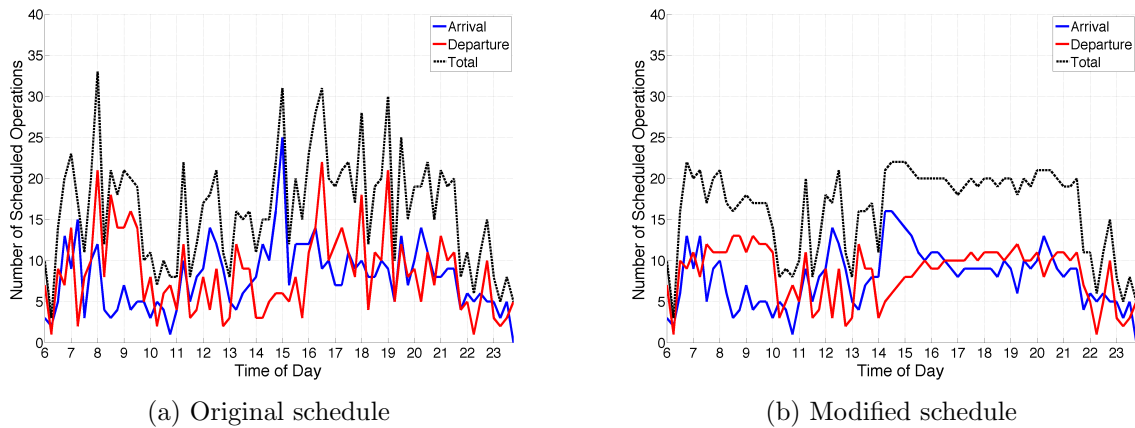 40
35
30
25
20
15
10
5
0
Number of Scheduled Operations
Arrival
Departure
Total
6 7 8 9 10 11 12 13 14 15 16 17 18 19 20 21 22 23
Time of Day
(a) Original schedule
40
35
30
25
20
15
10
5
0
Number of Scheduled Operations
Arrival
Departure
Total
6 7 8 9 10 11 12 13 14 15 16 17 18 19 20 21 22 23
Time of Day
(b) Modified schedule